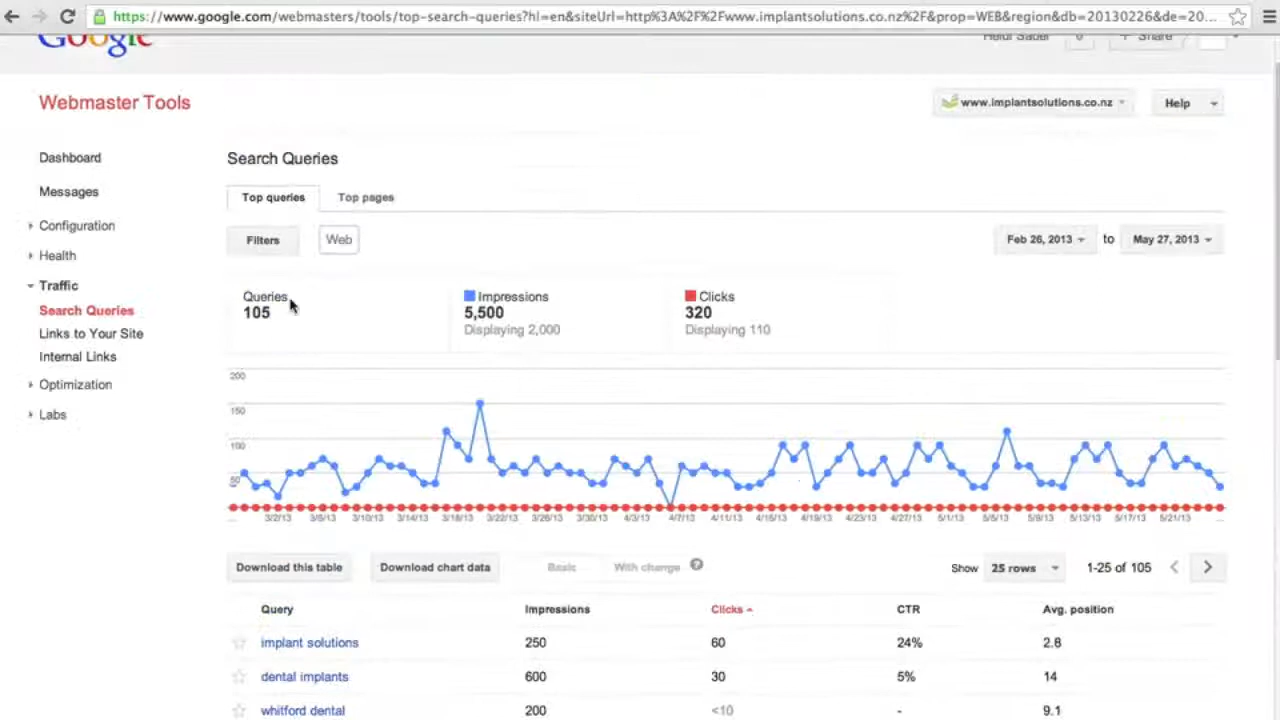 https://www.google.com/webmasters/tools/top-search-queries?hl=en&siteUrl=http%3A%2F%2Fwww.implantsolutions.co.nz%2F&prop=WEB&region&db=20130226&de=20...
Google
+ Share
Webmaster Tools
www.implantsolutions.co.nz
Help
Dashboard
Messages
Configuration
Health
Traffic
Search Queries
Links to Your Site
Internal Links
Optimization
Labs
Search Queries
Top queries Top pages
Filters Web
Feb 26, 2013 to May 27, 2013
Queries Impressions Clicks
105 5,500 320
Displaying 2,000 Displaying 110
200
150
100
50
... 3/2/13 3/6/13 3/10/13 3/14/13 3/18/13 3/22/13 3/26/13 3/30/13 4/3/13 4/7/13 4/11/13 4/15/13 4/19/13 4/23/13 4/27/13 5/1/13 5/5/13 5/9/13 5/13/13 5/17/13 5/21/13 ...
Download this table Download chart data Basic With change ? Show 25 rows 1-25 of 105
Query Impressions Clicks CTR Avg. position
implant solutions 250 60 24% 2.8
dental implants 600 30 5% 14
whitford dental 200 <10 - 9.1